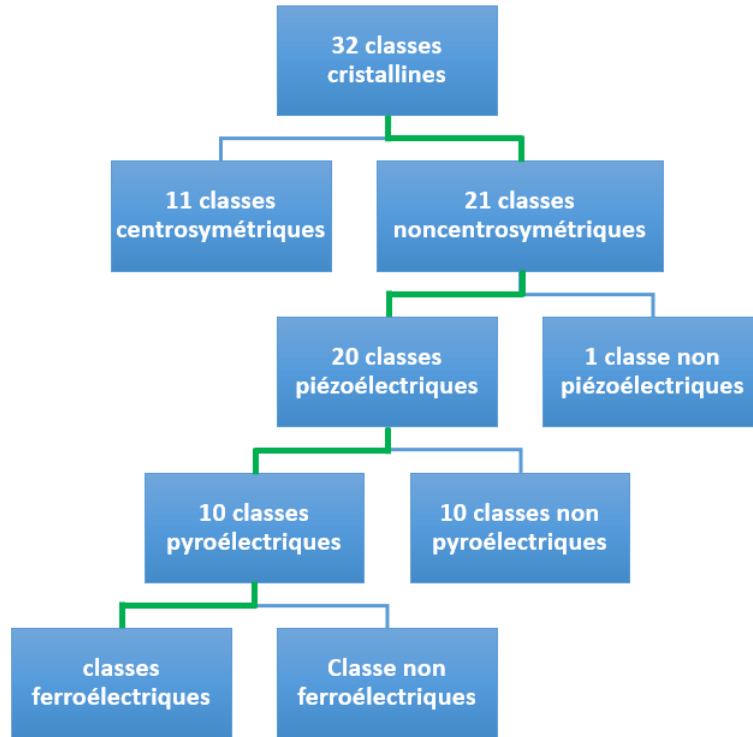 32 classes
cristallines
11 classes
centrosymétriques
21 classes
noncentrosymétriques
20 classes
piézoélectriques
1 classe non
piézoélectriques
10 classes
pyroélectriques
10 classes non
pyroélectriques
classes
ferroélectriques
Classe non
ferroélectriques